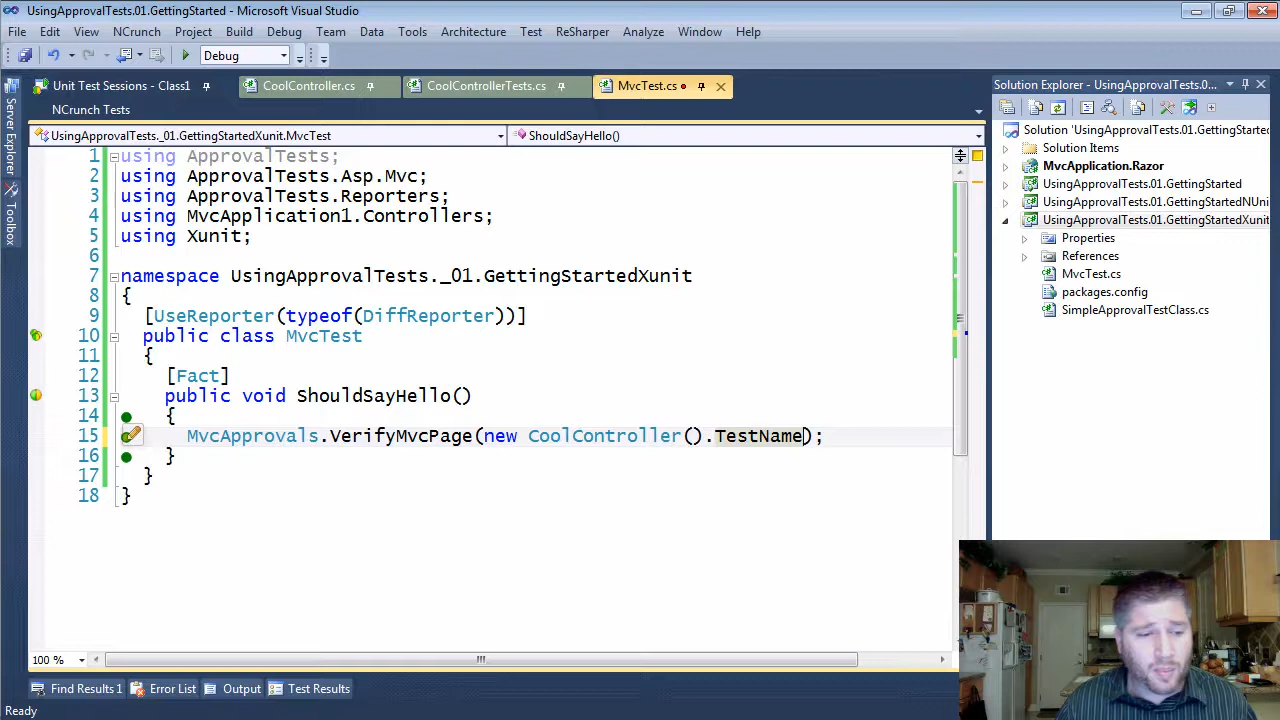 UsingApprovalTests.01.GettingStarted - Microsoft Visual Studio
File Edit View NCrunch Project Build Debug Team Data Tools Architecture Test ReSharper Analyze Window Help
Debug
Unit Test Sessions - Class1 CoolController.cs CoolControllerTests.cs MvcTest.cs
NCrunch Tests
UsingApprovalTests._01.GettingStartedXunit.MvcTest ShouldSayHello()
1 using ApprovalTests;
2 using ApprovalTests.Asp.Mvc;
3 using ApprovalTests.Reporters;
4 using MvcApplication1.Controllers;
5 using Xunit;
6
7 namespace UsingApprovalTests._01.GettingStartedXunit
8 {
9 [UseReporter(typeof(DiffReporter))]
10 public class MvcTest
11 {
12 [Fact]
13 public void ShouldSayHello()
14 {
15 MvcApprovals.VerifyMvcPage(new CoolController().TestName);
16 }
17 }
18 }
100 %
Server Explorer
Toolbox
Solution Explorer - UsingApprovalTests.0...
Solution 'UsingApprovalTests.01.GettingStarted
Solution Items
MvcApplication.Razor
UsingApprovalTests.01.GettingStarted
UsingApprovalTests.01.GettingStartedNUni
UsingApprovalTests.01.GettingStartedXunit
Properties
References
MvcTest.cs
packages.config
SimpleApprovalTestClass.cs
Find Results 1 Error List Output Test Results
Ready